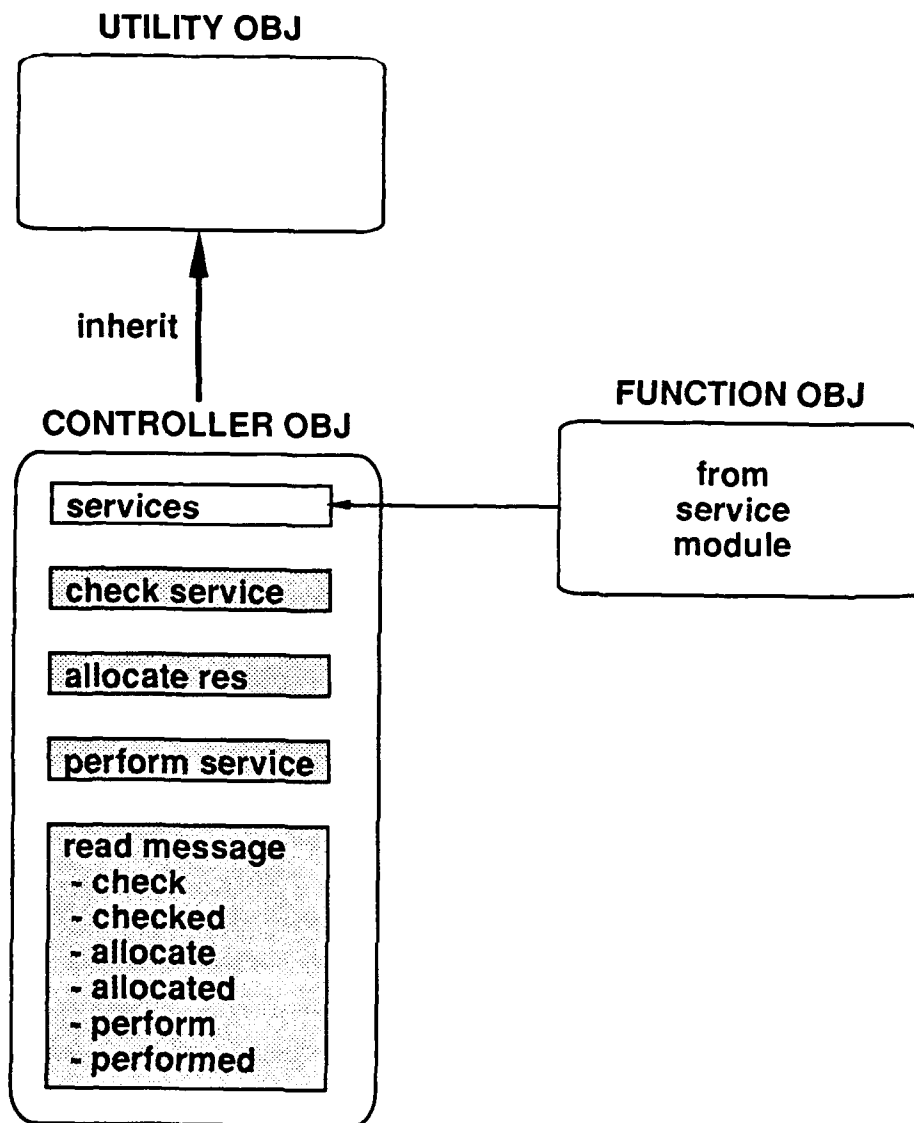 UTILITY OBJ
inherit
CONTROLLER OBJ
services
check service
allocate res
perform service
read message
- check
- checked
- allocate
- allocated
- perform
- performed
FUNCTION OBJ
from
service
module